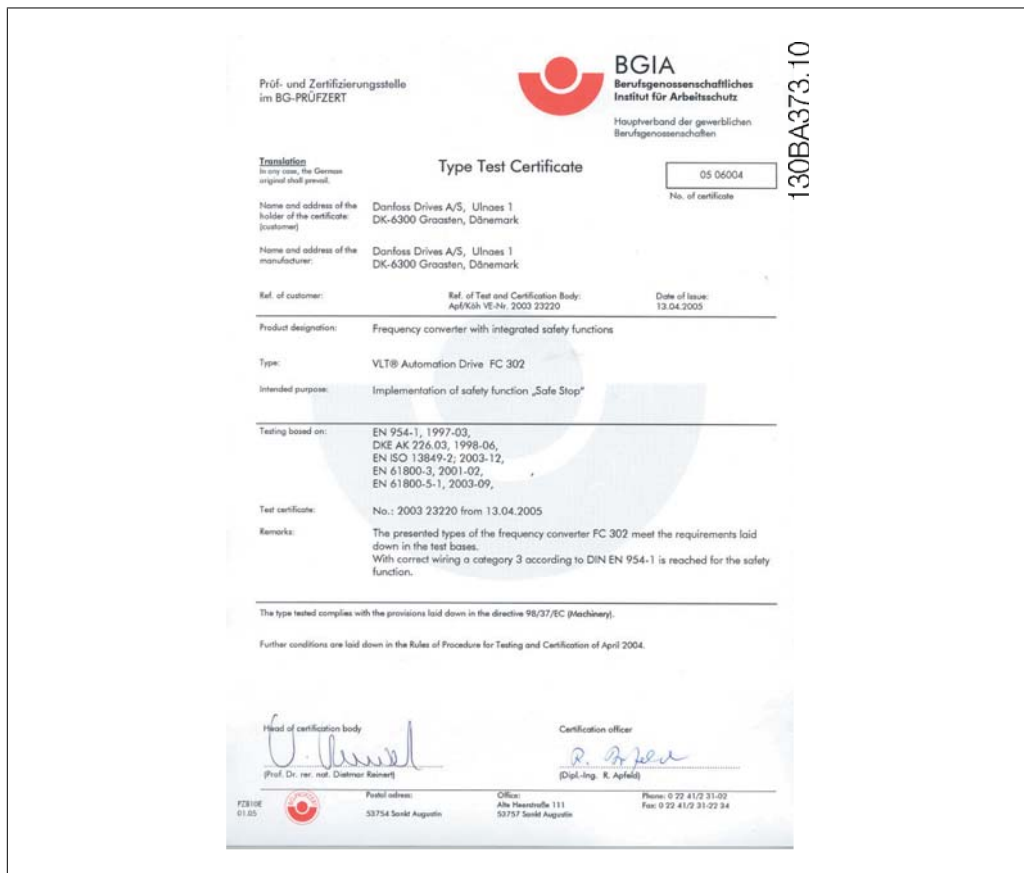 Prüf- und Zertifizierungsstelle
im BG-PRÜFZERT
BGIA
Berufsgenossenschaftliches
Institut für Arbeitsschutz
Hauptverband der gewerblichen
Berufsgenossenschaften
130BA373.10
Translation
In any case, the German
original shall prevail.
Type Test Certificate
05 06004
No. of certificate
Name and address of the
holder of the certificate:
(customer)
Danfoss Drives A/S, Ulnaes 1
DK-6300 Graasten, Dänemark
Name and address of the
manufacturer:
Danfoss Drives A/S, Ulnaes 1
DK-6300 Graasten, Dänemark
Ref. of customer:
Ref. of Test and Certification Body:
Apf/Köh VE-Nr. 2003 23220
Date of Issue:
13.04.2005
Product designation:
Frequency converter with integrated safety functions
Type:
VLT® Automation Drive FC 302
Intended purpose:
Implementation of safety function „Safe Stop“
Testing based on:
EN 954-1, 1997-03,
DKE AK 226.03, 1998-06,
EN ISO 13849-2; 2003-12,
EN 61800-3, 2001-02,
EN 61800-5-1, 2003-09,
Test certificate:
No.: 2003 23220 from 13.04.2005
Remarks:
The presented types of the frequency converter FC 302 meet the requirements laid
down in the test bases.
With correct wiring a category 3 according to DIN EN 954-1 is reached for the safety
function.
The type tested complies with the provisions laid down in the directive 98/37/EC (Machinery).
Further conditions are laid down in the Rules of Procedure for Testing and Certification of April 2004.
Head of certification body
(Prof. Dr. rer. nat. Dietmar Reinert)
Certification officer
R. Apfeld
(Dipl.-Ing. R. Apfeld)
PZB10E
01.05
Postal adress:
53754 Sankt Augustin
Office:
Alte Heerstraße 111
53757 Sankt Augustin
Phone: 0 22 41/2 31-02
Fax: 0 22 41/2 31-22 34